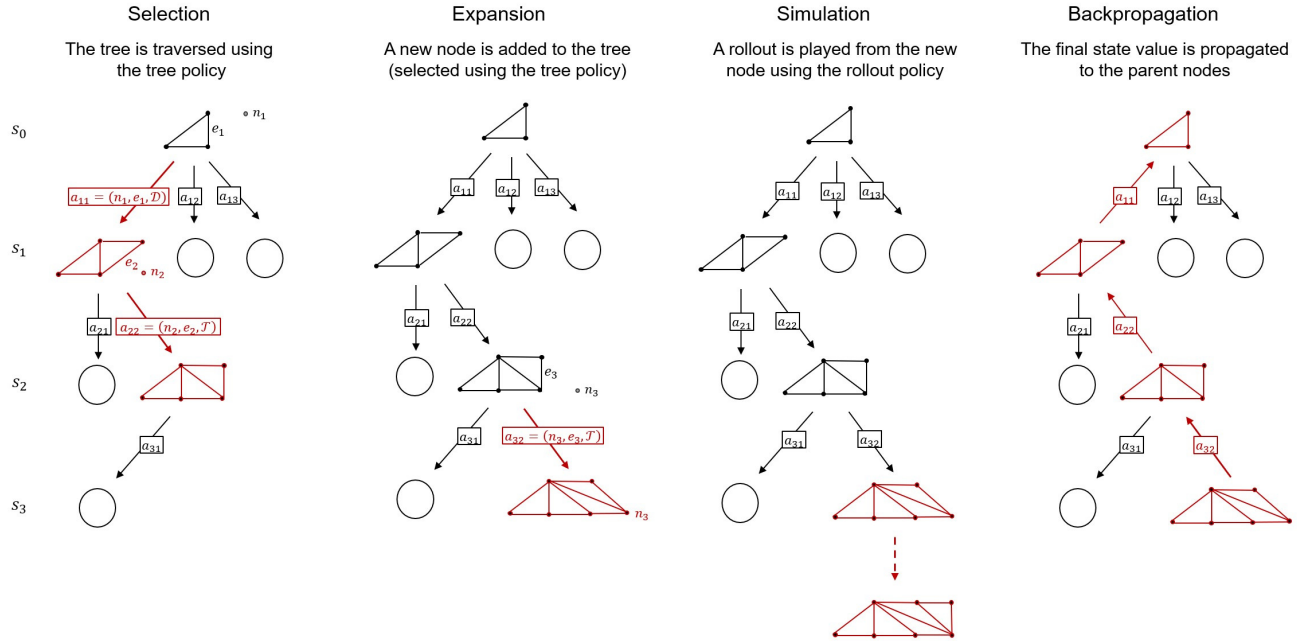 Selection
The tree is traversed using
the tree policy
s₀
e₁
n₁
a₁₁ = (n₁, e₁, 𝒟)
a₁₂
a₁₃
s₁
e₂
n₂
a₂₁
a₂₂ = (n₂, e₂, 𝒯)
s₂
a₃₁
s₃
Expansion
A new node is added to the tree
(selected using the tree policy)
a₁₁
a₁₂
a₁₃
a₂₁
a₂₂
e₃
n₃
a₃₁
a₃₂ = (n₃, e₃, 𝒯)
n₃
Simulation
A rollout is played from the new
node using the rollout policy
a₁₁
a₁₂
a₁₃
a₂₁
a₂₂
a₃₁
a₃₂
Backpropagation
The final state value is propagated
to the parent nodes
a₁₁
a₁₂
a₁₃
a₂₁
a₂₂
a₃₁
a₃₂